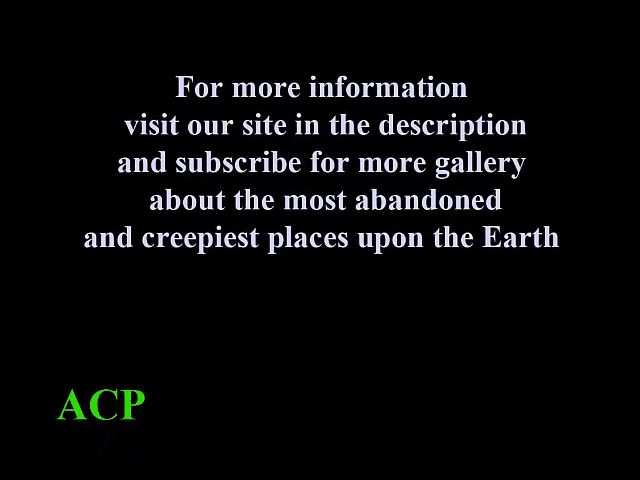 For more information
visit our site in the description
and subscribe for more gallery
about the most abandoned
and creepiest places upon the Earth
ACP